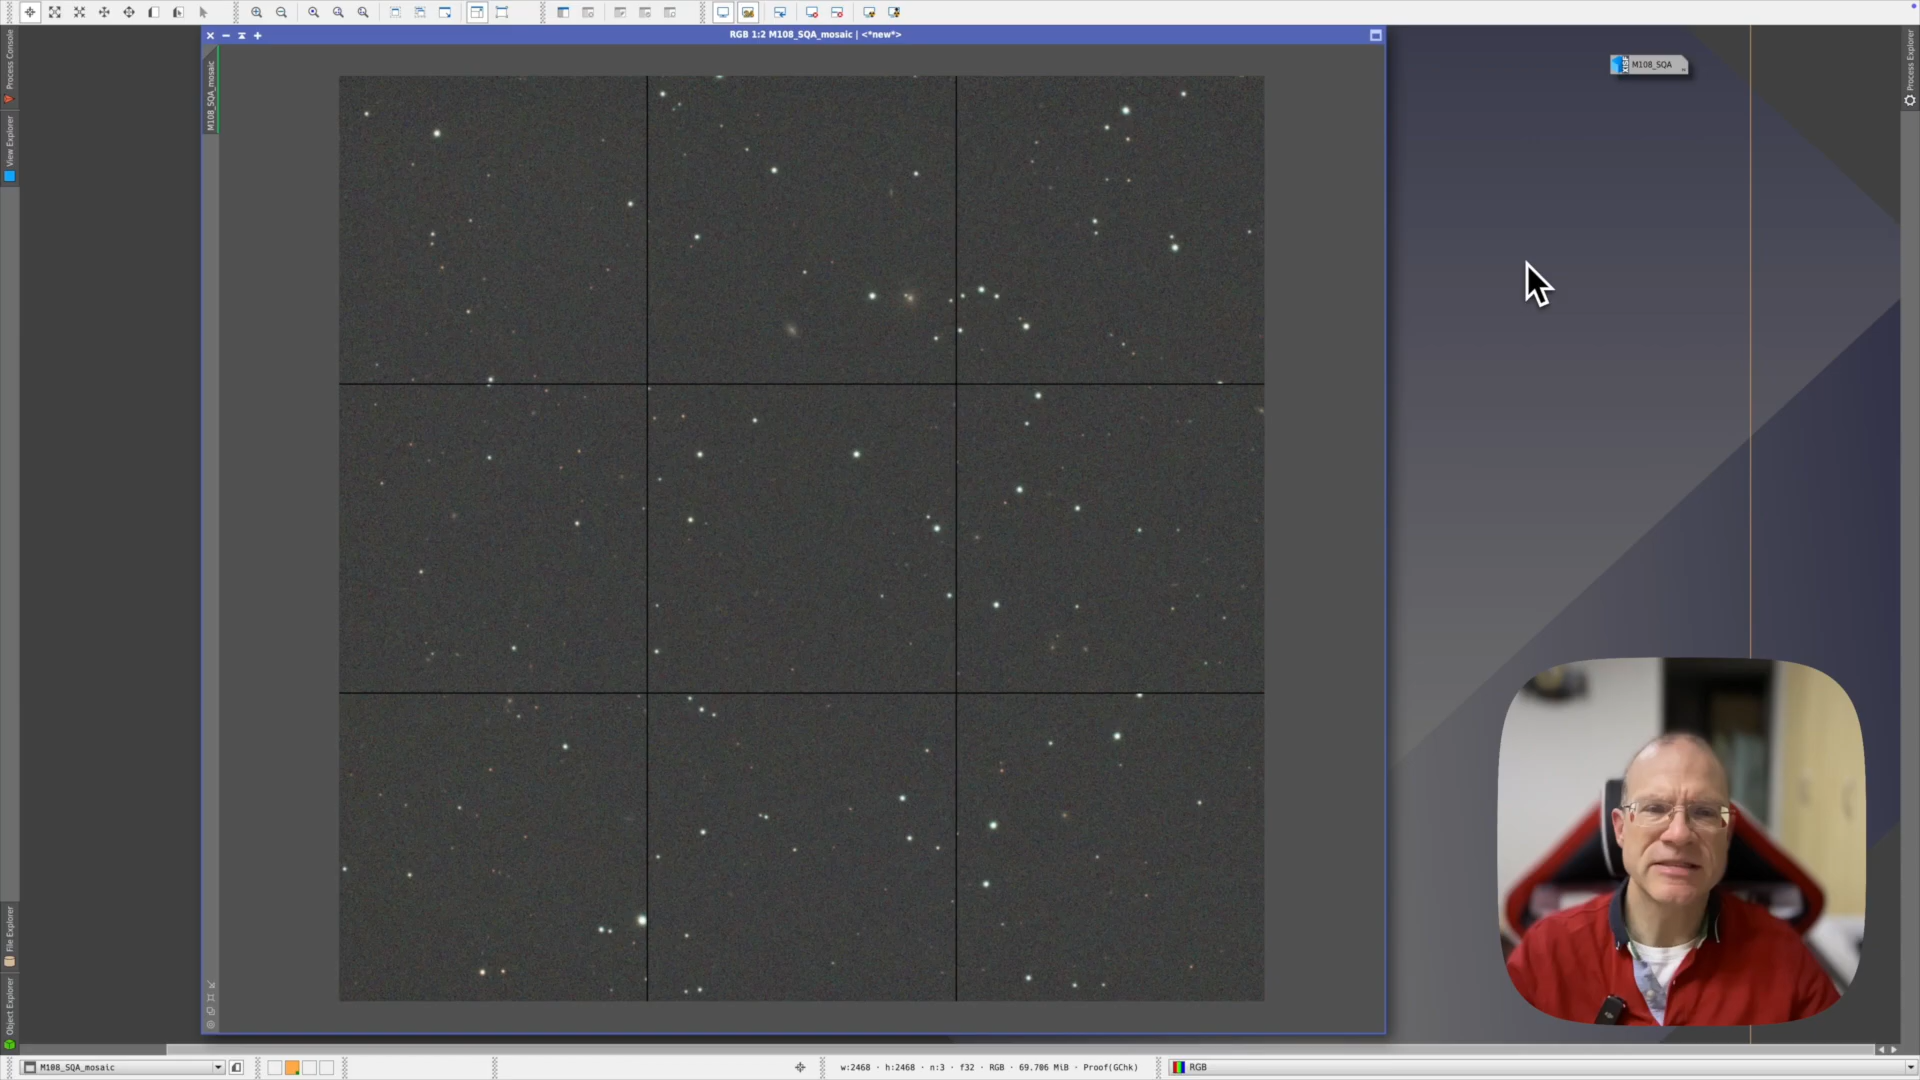 RGB 1:2 M108_SQA_mosaic | <*new*>
Process Console
View Explorer
File Explorer
Object Explorer
M108_SQA_mosaic
M108_SQA
Process Explorer
M108_SQA_mosaic
w:2468 · h:2468 · n:3 · f32 · RGB · 69.706 MiB · Proof(GChk)
RGB